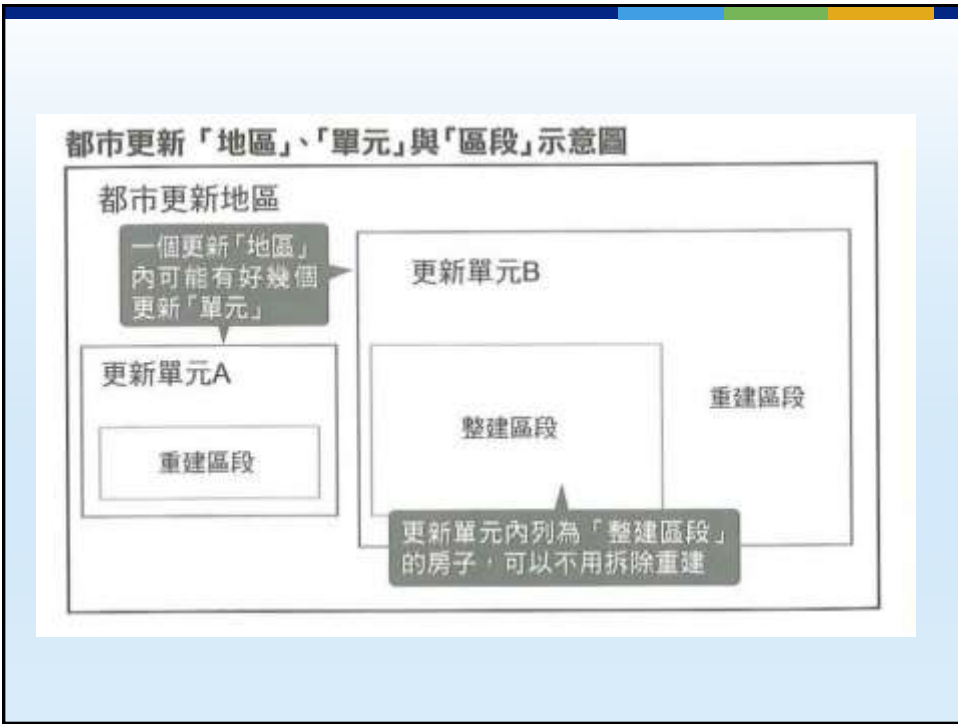 都市更新「地區」、「單元」與「區段」示意圖
都市更新地區
一個更新「地區」
內可能有好幾個
更新「單元」
更新單元A
重建區段
更新單元B
整建區段
重建區段
更新單元內列為「整建區段」
的房子，可以不用拆除重建